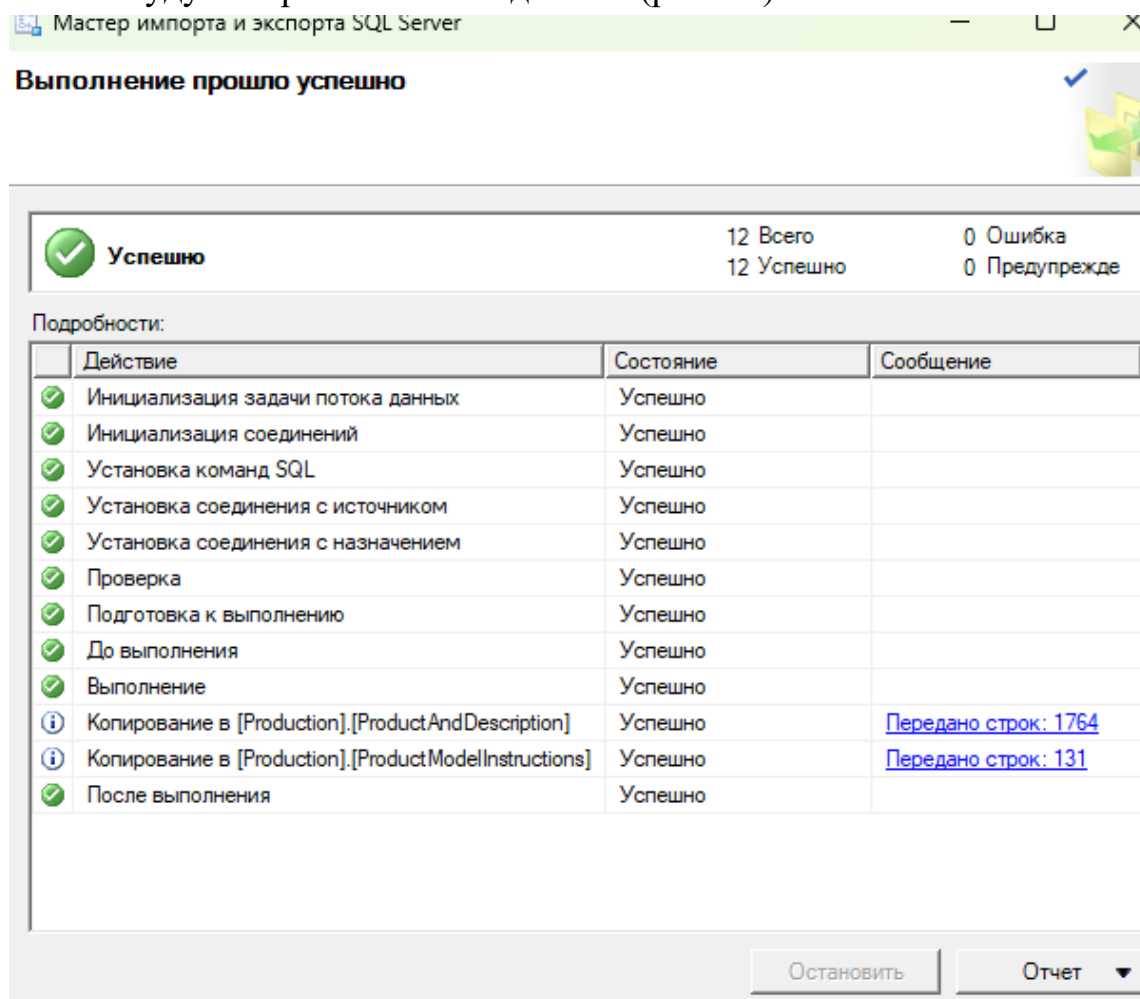 Мастер импорта и экспорта SQL Server
Выполнение прошло успешно
Успешно
12 Всего
0 Ошибка
12 Успешно
0 Предупрежде
Подробности:
Действие Состояние Сообщение
Инициализация задачи потока данных Успешно
Инициализация соединений Успешно
Установка команд SQL Успешно
Установка соединения с источником Успешно
Установка соединения с назначением Успешно
Проверка Успешно
Подготовка к выполнению Успешно
До выполнения Успешно
Выполнение Успешно
Копирование в [Production].[ProductAndDescription] Успешно Передано строк: 1764
Копирование в [Production].[ProductModelInstructions] Успешно Передано строк: 131
После выполнения Успешно
Остановить Отчет